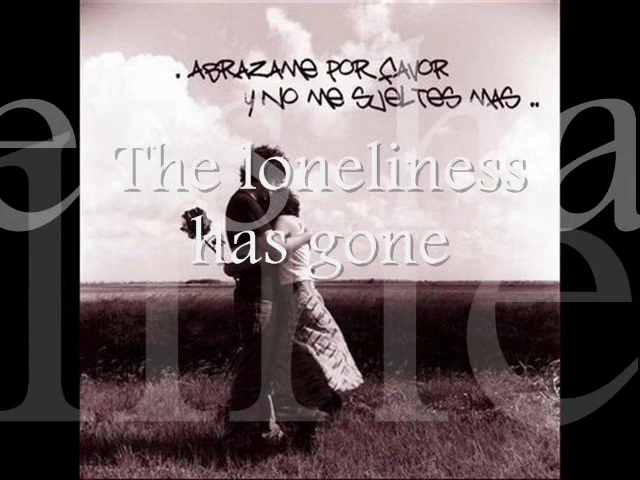 . ABRAZAME POR FAVOR
y NO ME SUELTES MAS ..
The loneliness
has gone